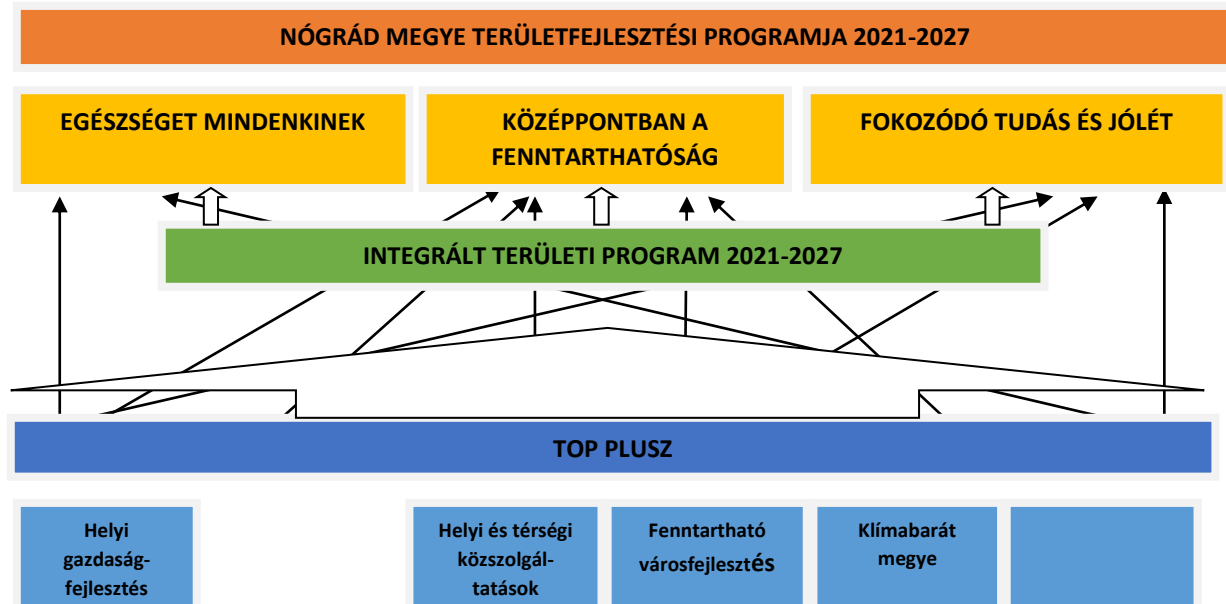 NÓGRÁD MEGYE TERÜLETFEJLESZTÉSI PROGRAMJA 2021-2027
EGÉSZSÉGET MINDENKINEK
KÖZÉPPONTBAN A
FENNTARTHATÓSÁG
FOKOZÓDÓ TUDÁS ÉS JÓLÉT
INTEGRÁLT TERÜLETI PROGRAM 2021-2027
TOP PLUSZ
Helyi
gazdaság-
fejlesztés
Helyi és térségi
közszolgál-
tatások
Fenntartható
városfejlesztés
Klímabarát
megye